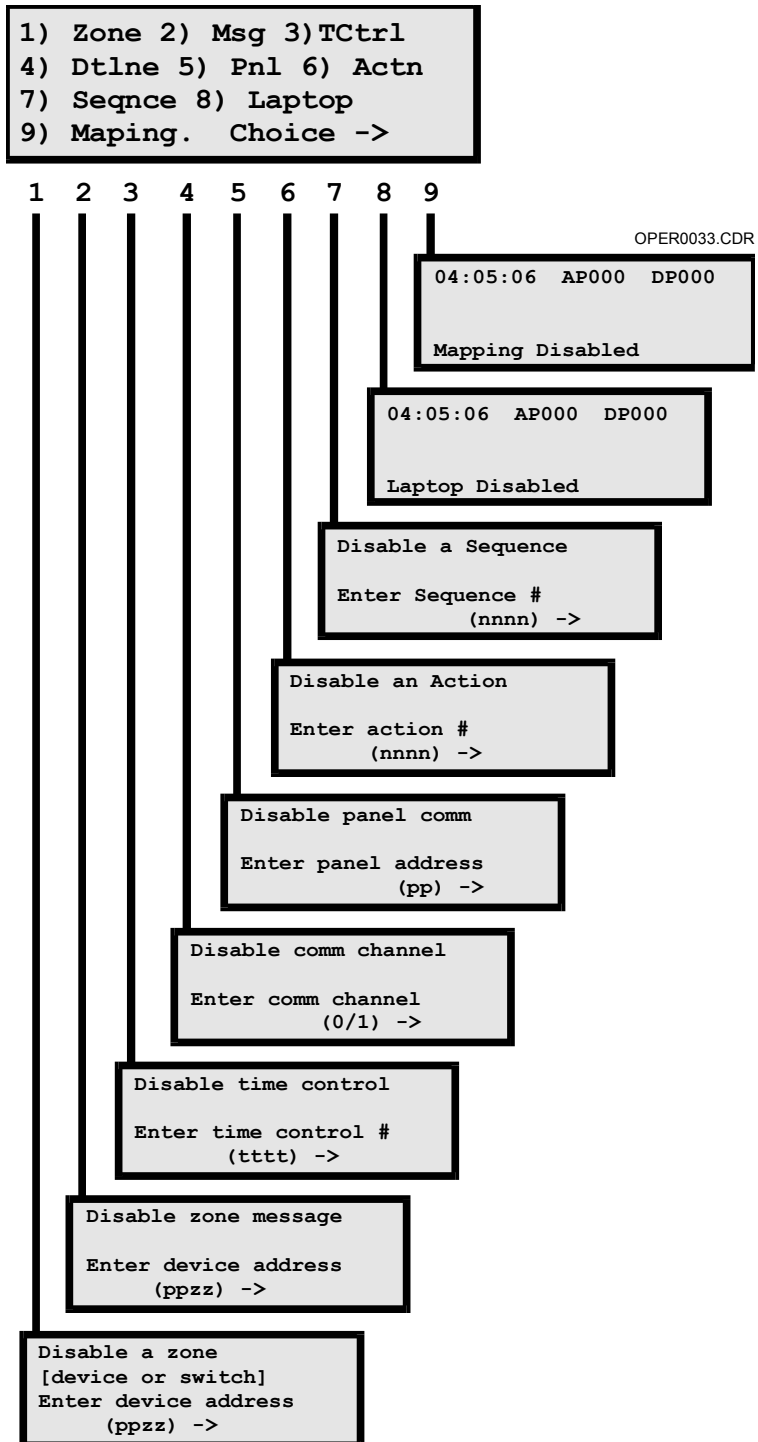 1) Zone 2) Msg 3)TCtrl
4) Dtlne 5) Pnl 6) Actn
7) Seqnce 8) Laptop
9) Maping. Choice ->
1 2 3 4 5 6 7 8 9
OPER0033.CDR
04:05:06 AP000 DP000
Mapping Disabled
04:05:06 AP000 DP000
Laptop Disabled
Disable a Sequence
Enter Sequence #
(nnnn) ->
Disable an Action
Enter action #
(nnnn) ->
Disable panel comm
Enter panel address
(pp) ->
Disable comm channel
Enter comm channel
(0/1) ->
Disable time control
Enter time control #
(tttt) ->
Disable zone message
Enter device address
(ppzz) ->
Disable a zone
[device or switch]
Enter device address
(ppzz) ->